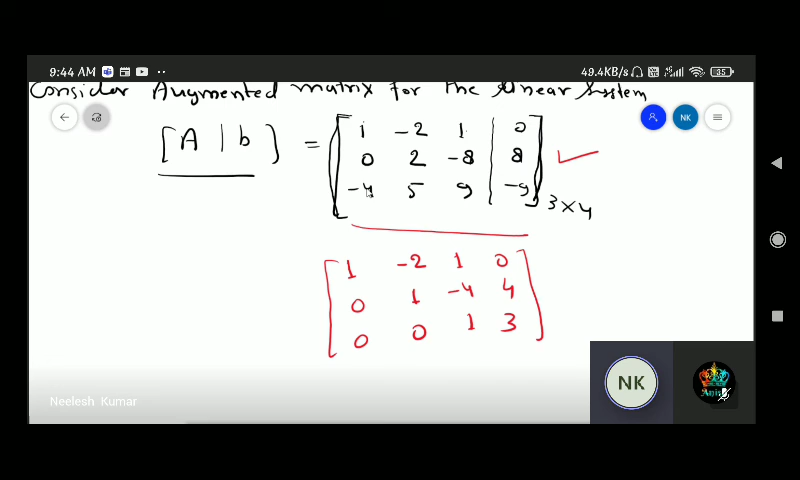 9:44 AM 49.4KB/s 35
Consider Augmented matrix for the linear System
[A | b] = [1 -2 1 | 0
0 2 -8 | 8
-4 5 9 | -9] 3×4
[1 -2 1 0
0 1 -4 4
0 0 1 3]
NK
NK
Neelesh Kumar